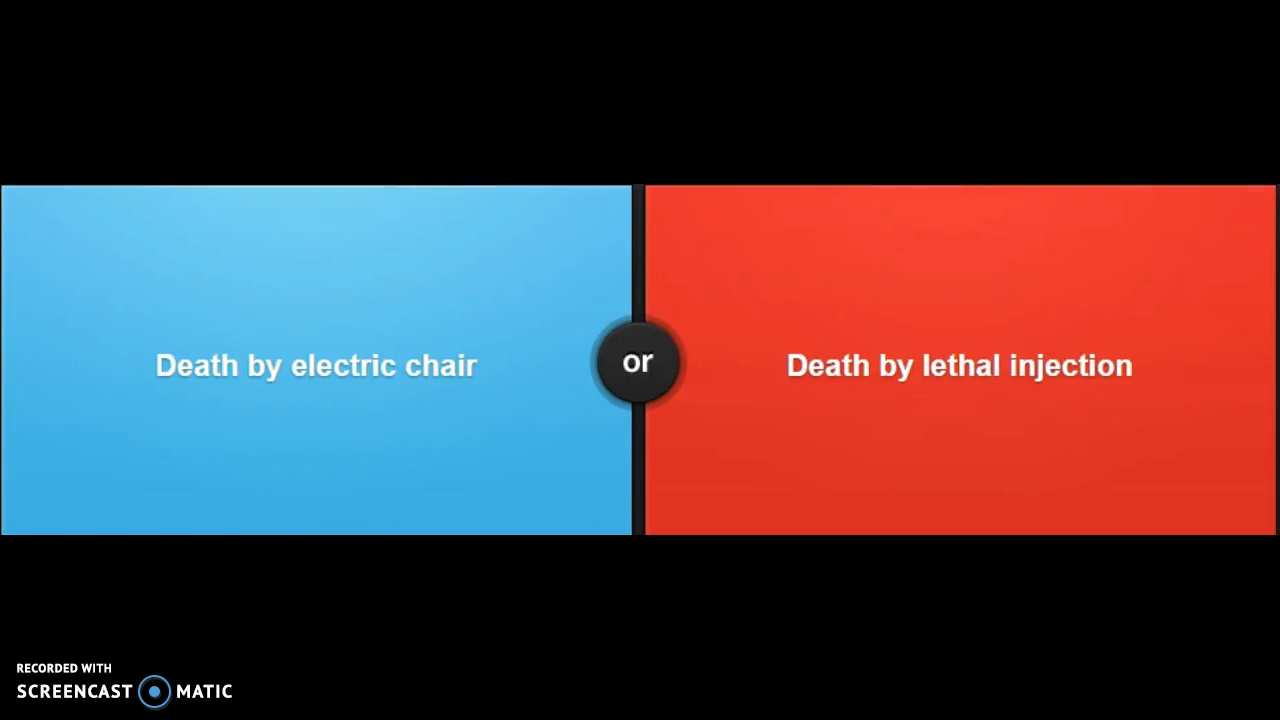 Death by electric chair
or
Death by lethal injection
RECORDED WITH
SCREENCAST MATIC